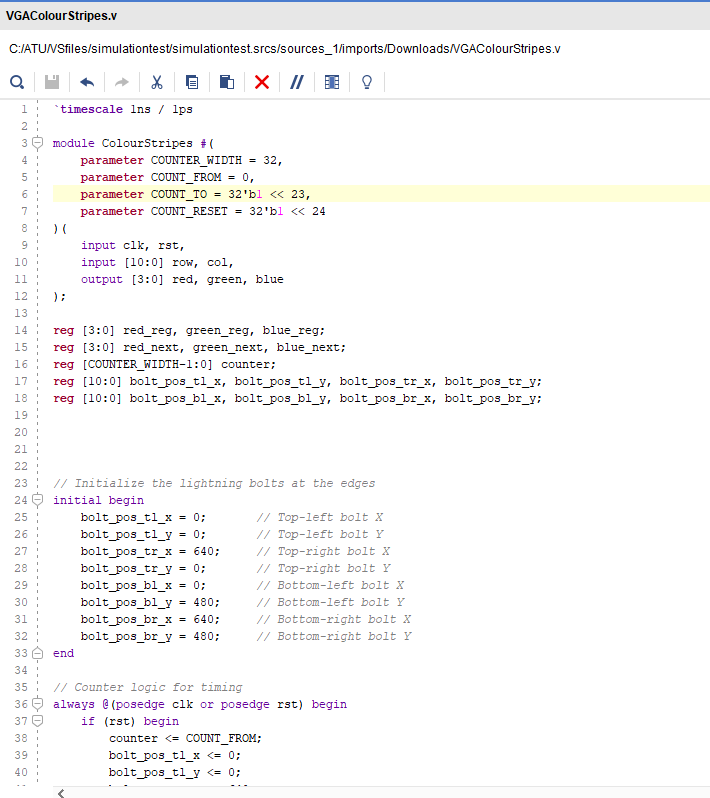 VGAColourStripes.v
C:/ATU/VSfiles/simulationtest/simulationtest.srcs/sources_1/imports/Downloads/VGAColourStripes.v
1 `timescale 1ns / 1ps
2
3 module ColourStripes #(
4 parameter COUNTER_WIDTH = 32,
5 parameter COUNT_FROM = 0,
6 parameter COUNT_TO = 32'b1 << 23,
7 parameter COUNT_RESET = 32'b1 << 24
8 )(
9 input clk, rst,
10 input [10:0] row, col,
11 output [3:0] red, green, blue
12 );
13
14 reg [3:0] red_reg, green_reg, blue_reg;
15 reg [3:0] red_next, green_next, blue_next;
16 reg [COUNTER_WIDTH-1:0] counter;
17 reg [10:0] bolt_pos_tl_x, bolt_pos_tl_y, bolt_pos_tr_x, bolt_pos_tr_y;
18 reg [10:0] bolt_pos_bl_x, bolt_pos_bl_y, bolt_pos_br_x, bolt_pos_br_y;
19
20
21
22
23 // Initialize the lightning bolts at the edges
24 initial begin
25 bolt_pos_tl_x = 0; // Top-left bolt X
26 bolt_pos_tl_y = 0; // Top-left bolt Y
27 bolt_pos_tr_x = 640; // Top-right bolt X
28 bolt_pos_tr_y = 0; // Top-right bolt Y
29 bolt_pos_bl_x = 0; // Bottom-left bolt X
30 bolt_pos_bl_y = 480; // Bottom-left bolt Y
31 bolt_pos_br_x = 640; // Bottom-right bolt X
32 bolt_pos_br_y = 480; // Bottom-right bolt Y
33 end
34
35 // Counter logic for timing
36 always @(posedge clk or posedge rst) begin
37 if (rst) begin
38 counter <= COUNT_FROM;
39 bolt_pos_tl_x <= 0;
40 bolt_pos_tl_y <= 0;